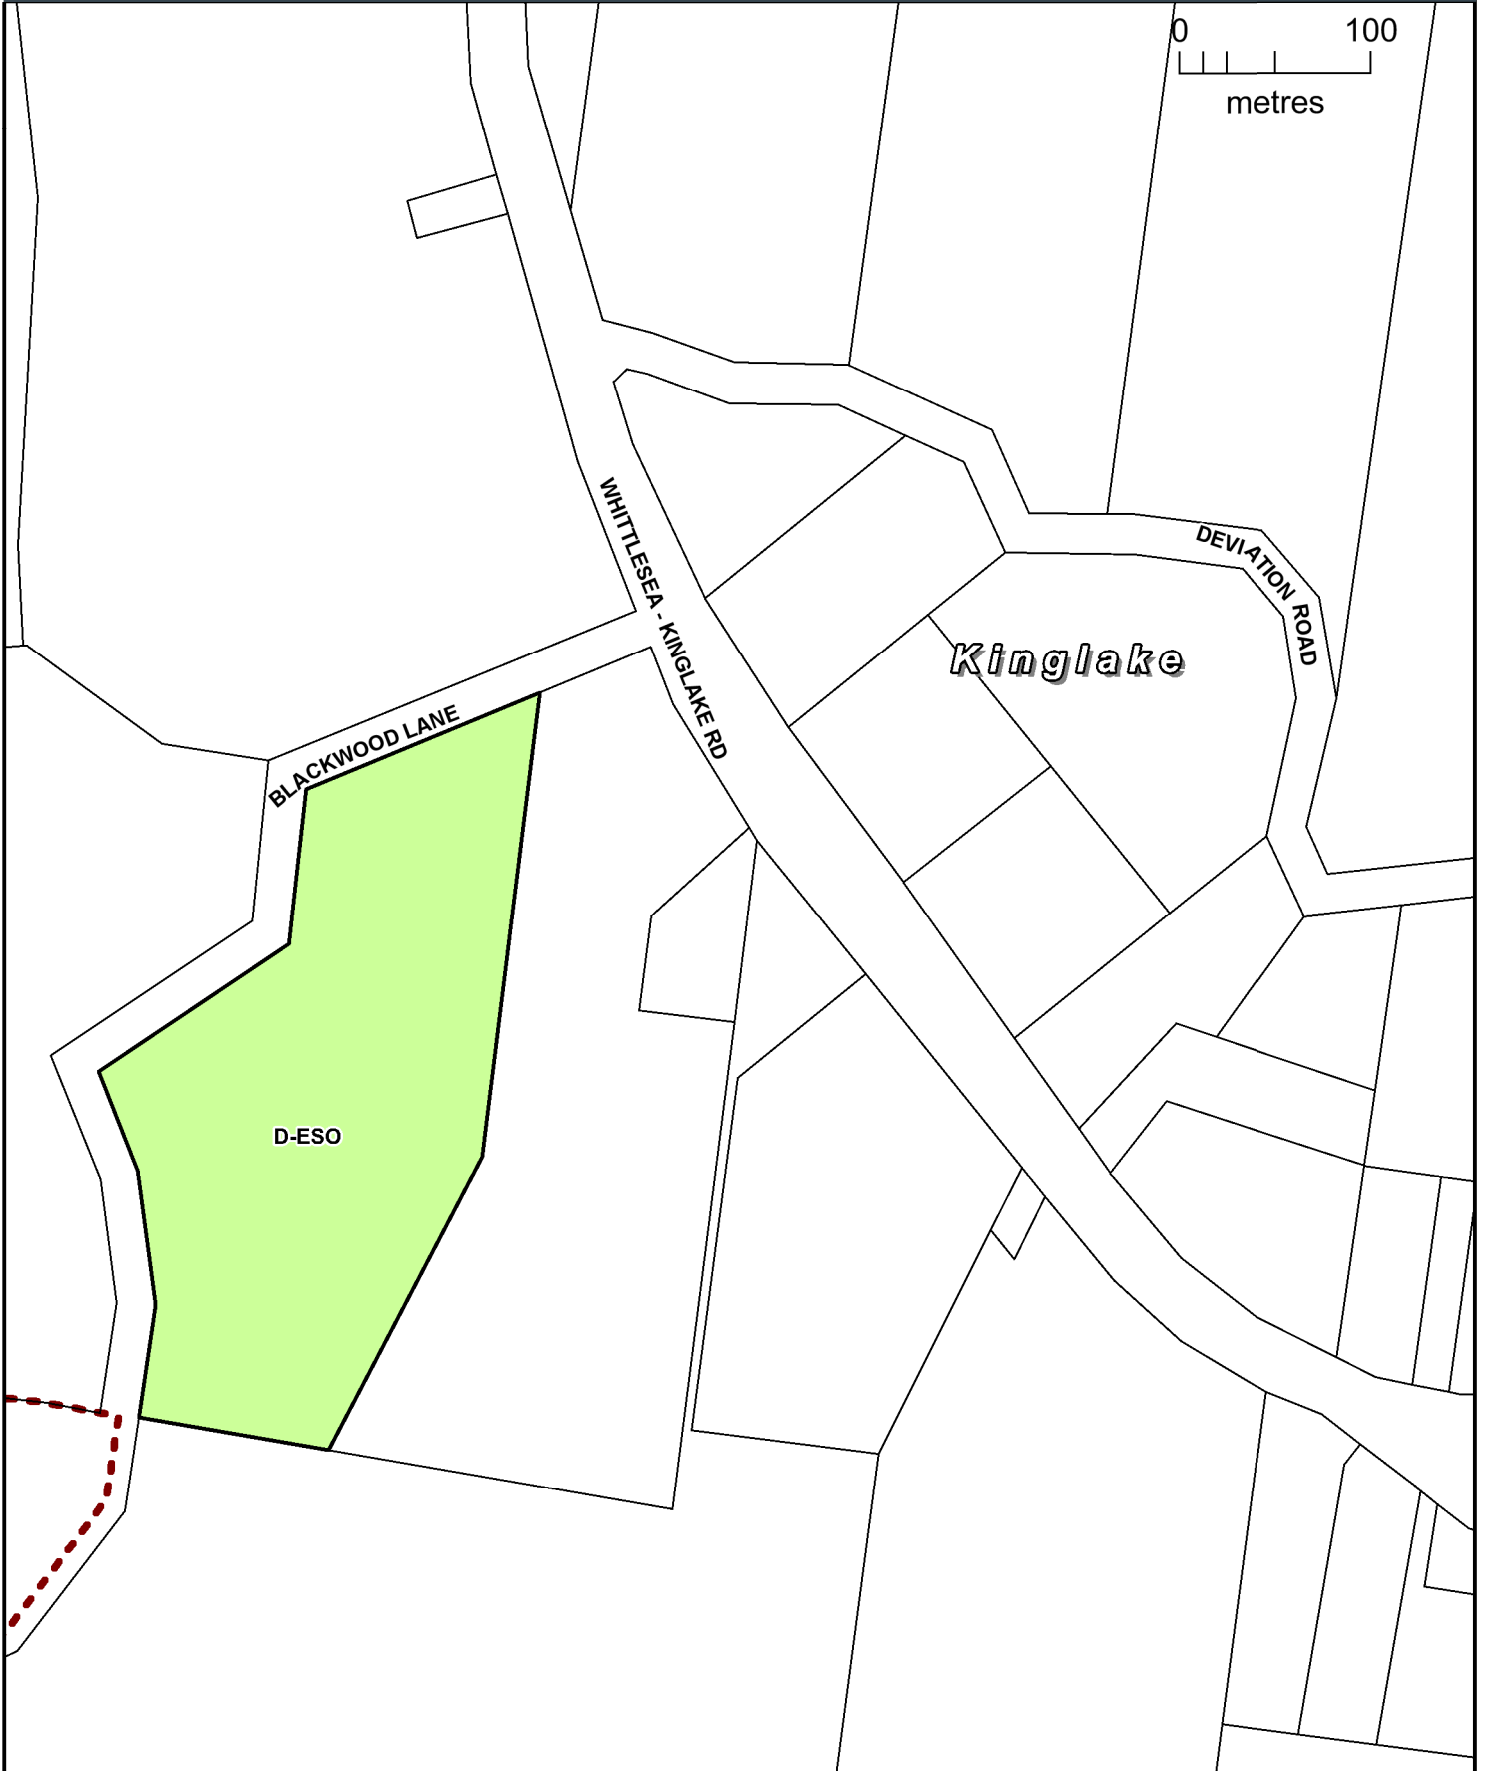 0 100
metres
WHITTLESEA - KINGLAKE RD
DEVIATION ROAD
Kinglake
BLACKWOOD LANE
D-ESO